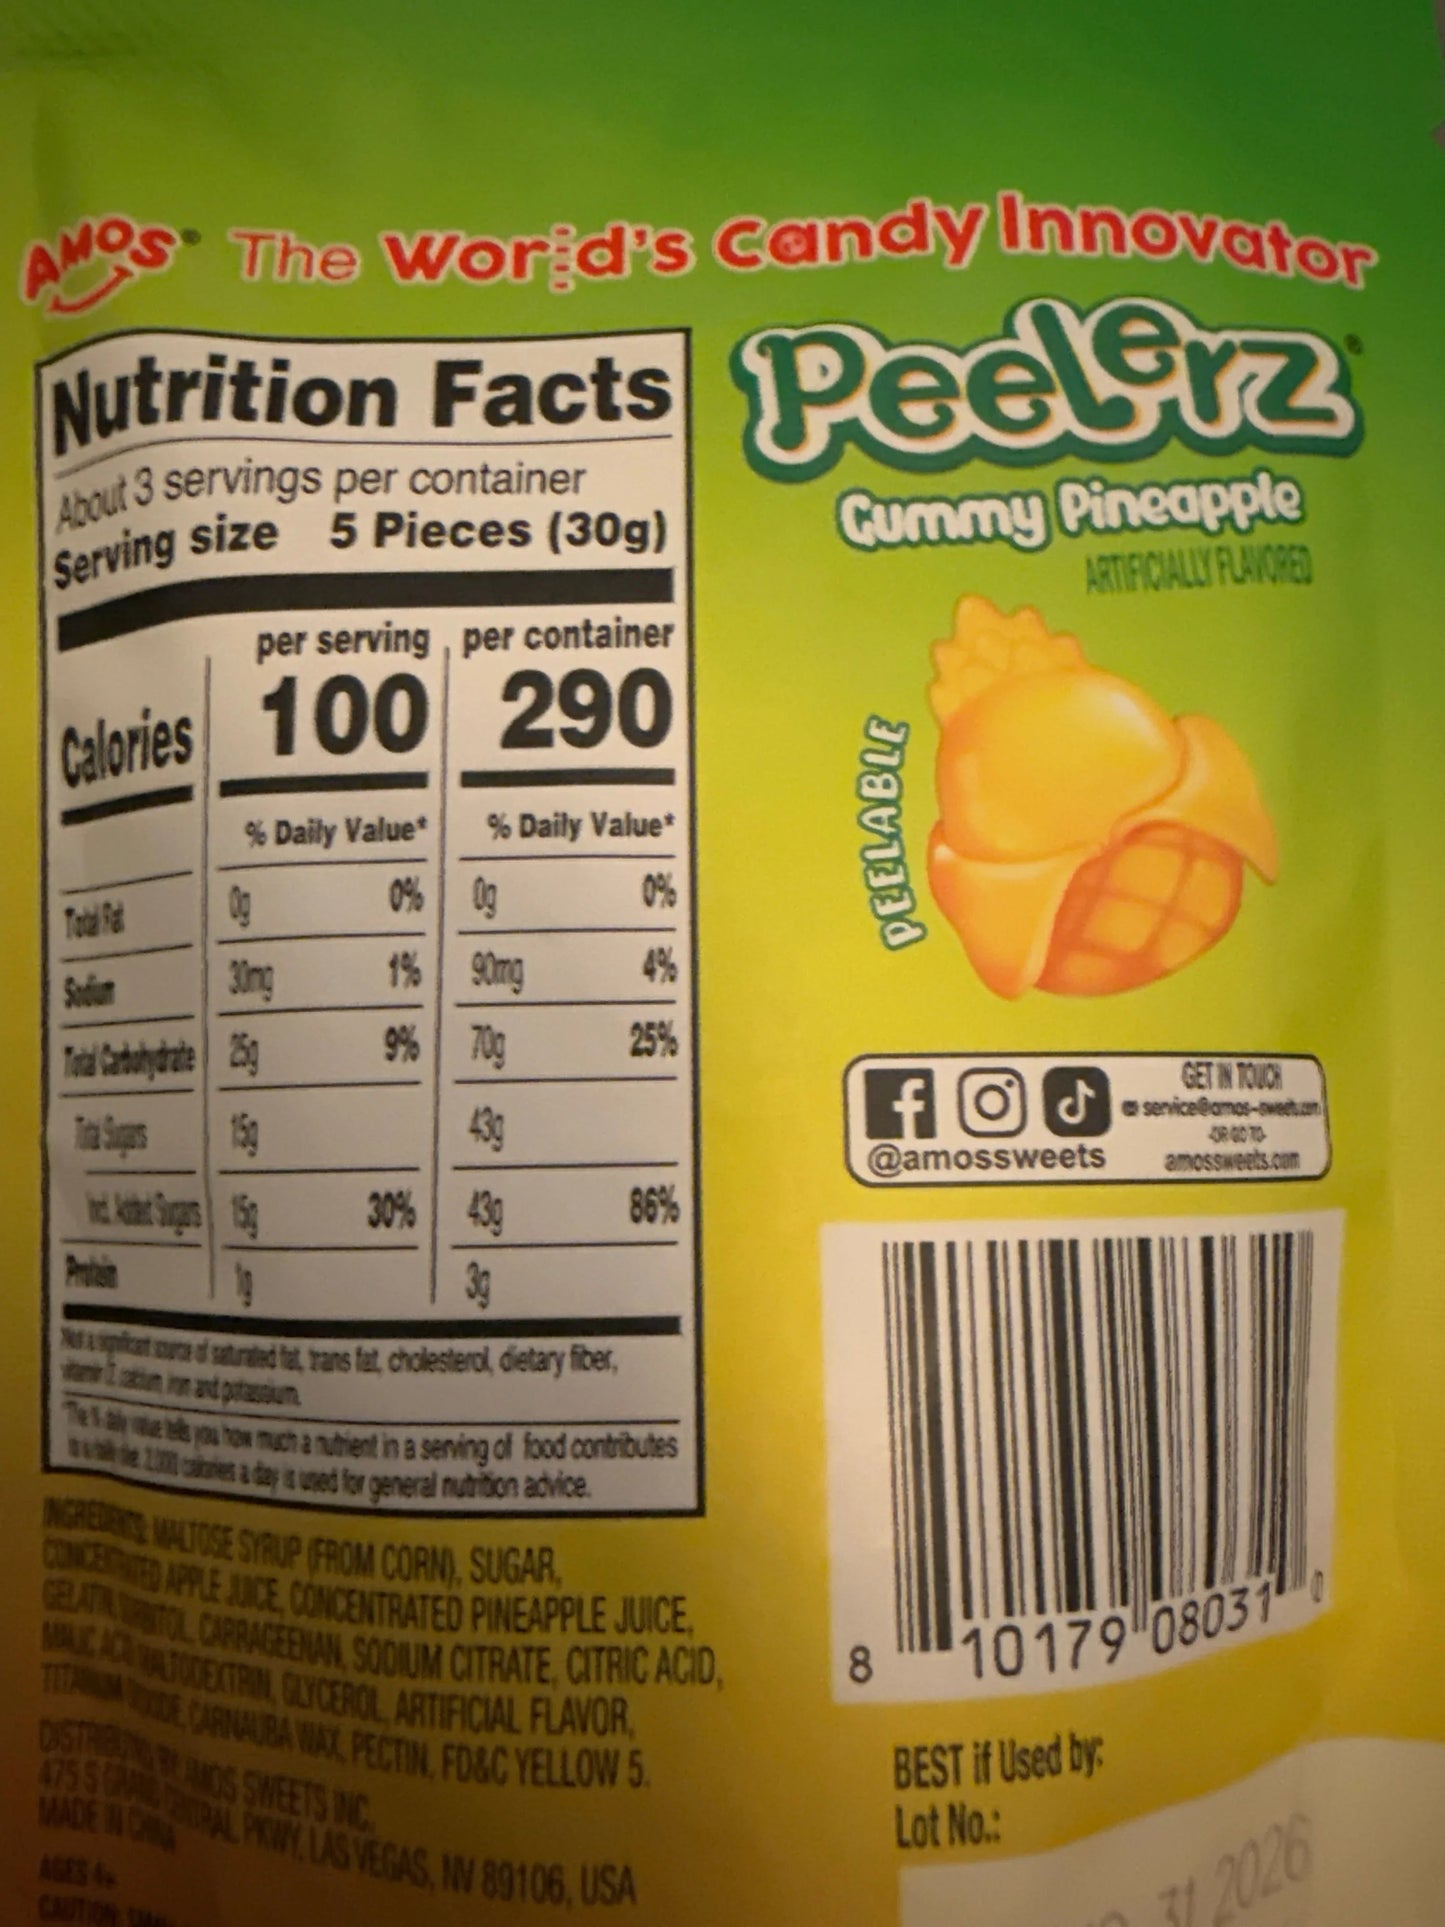 AMOS® The World's Candy Innovator
Nutrition Facts
About 3 servings per container
Serving size 5 Pieces (30g)
per serving per container
Calories 100 290
% Daily Value* % Daily Value*
Total Fat 0g 0% 0g 0%
Sodium 30mg 1% 90mg 4%
Total Carbohydrate 25g 9% 70g 25%
Total Sugars 15g 43g
Incl. Added Sugars 15g 30% 43g 86%
Protein 1g 3g
Not a significant source of saturated fat, trans fat, cholesterol, dietary fiber,
vitamin D, calcium, iron and potassium.
*The % daily value tells you how much a nutrient in a serving of food contributes
to a daily diet. 2,000 calories a day is used for general nutrition advice.
INGREDIENTS: MALTOSE SYRUP (FROM CORN), SUGAR,
CONCENTRATED APPLE JUICE, CONCENTRATED PINEAPPLE JUICE,
GELATIN, SORBITOL, CARRAGEENAN, SODIUM CITRATE, CITRIC ACID,
MALIC ACID, MALTODEXTRIN, GLYCEROL, ARTIFICIAL FLAVOR,
TITANIUM DIOXIDE, CARNAUBA WAX, PECTIN, FD&C YELLOW 5.
DISTRIBUTED BY AMOS SWEETS INC.
475 S GRAND CENTRAL PKWY, LAS VEGAS, NV 89106, USA
MADE IN CHINA
AGES 4+
CAUTION:
Peelerz®
Gummy Pineapple
ARTIFICIALLY FLAVORED
PEELABLE
GET IN TOUCH
service@amos-sweets.com
-OR GO TO-
@amossweets
amossweets.com
8 10179 08031 0
BEST if Used by:
Lot No.:
31 2026